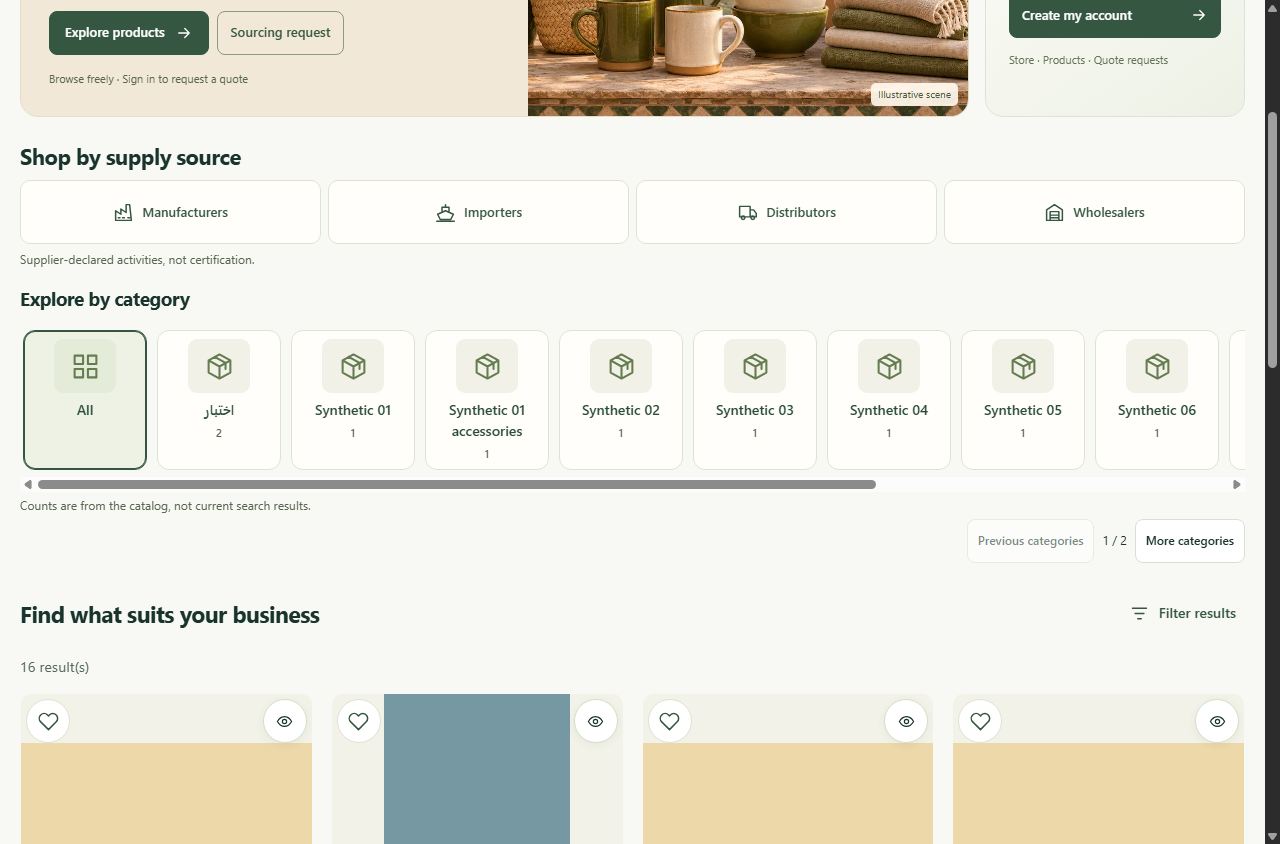 Explore products
Sourcing request
Browse freely · Sign in to request a quote
Illustrative scene
Create my account
Store · Products · Quote requests
Shop by supply source
Manufacturers
Importers
Distributors
Wholesalers
Supplier-declared activities, not certification.
Explore by category
All
اختبار
2
Synthetic 01
1
Synthetic 01
accessories
1
Synthetic 02
1
Synthetic 03
1
Synthetic 04
1
Synthetic 05
1
Synthetic 06
1
Counts are from the catalog, not current search results.
Previous categories
1 / 2
More categories
Find what suits your business
Filter results
16 result(s)